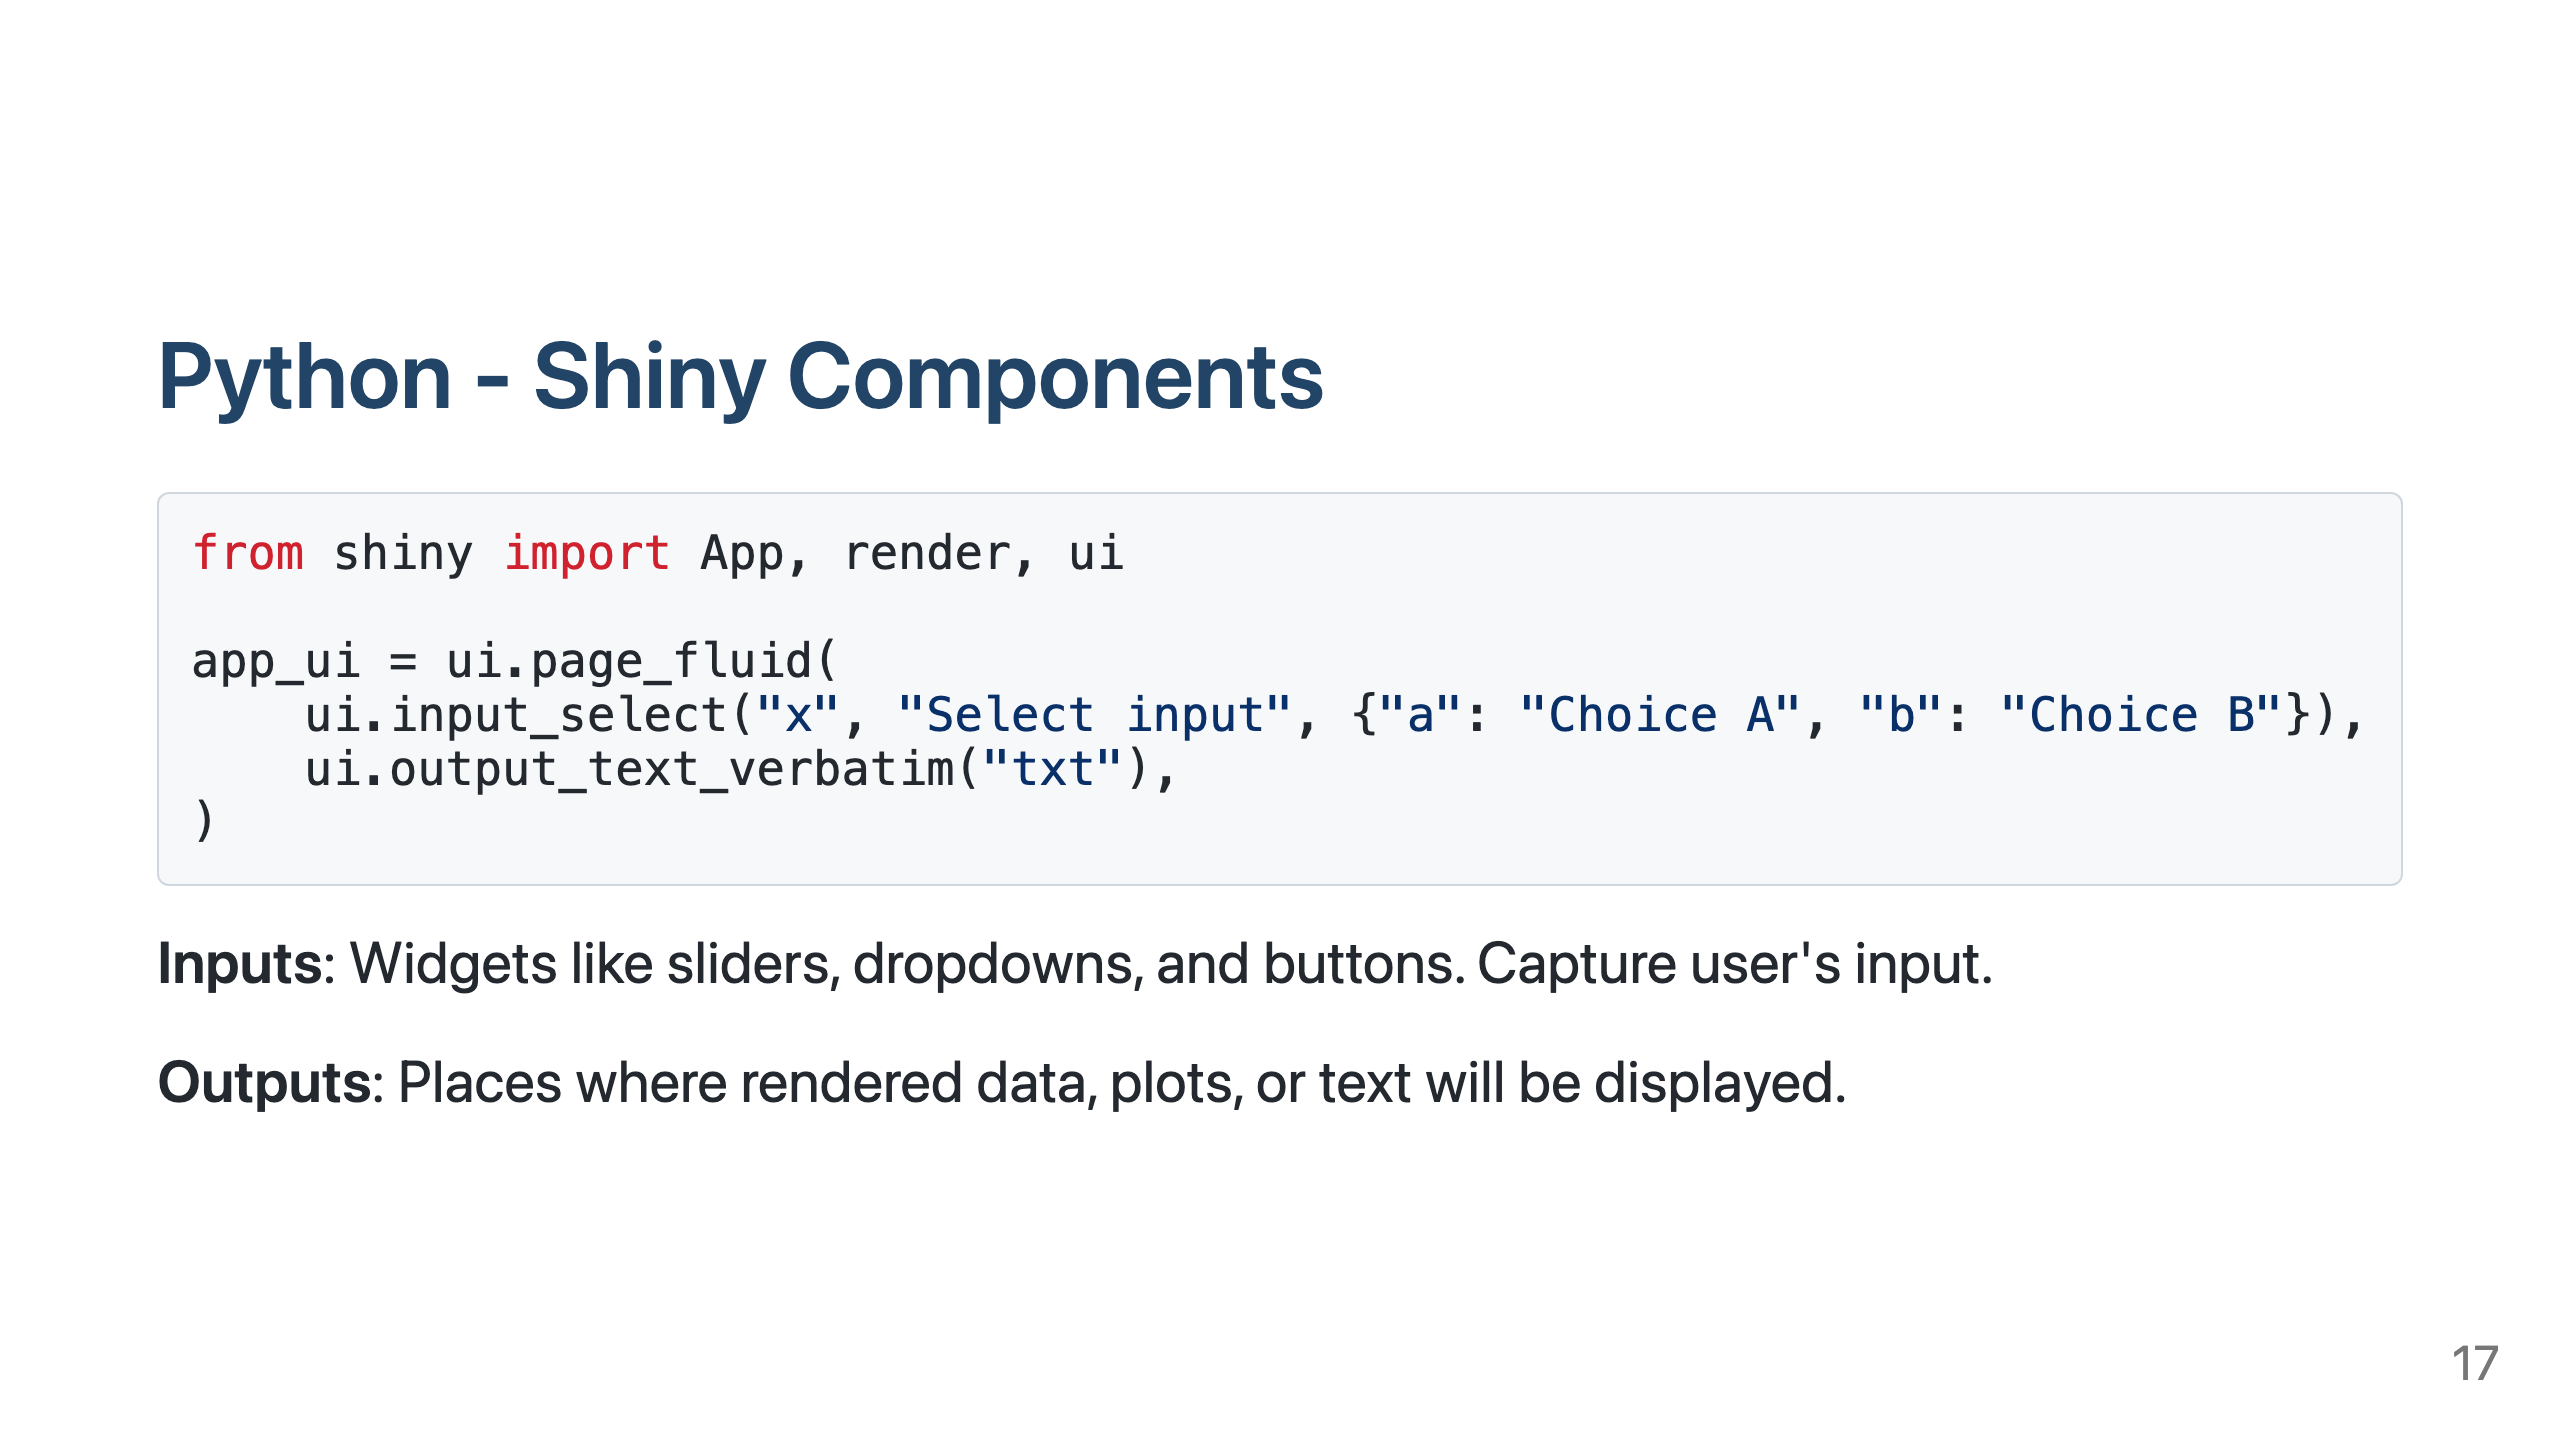 Python - Shiny Components
from shiny import App, render, ui
app_ui = ui.page_fluid(
    ui.input_select("x", "Select input", {"a": "Choice A", "b": "Choice B"}),
    ui.output_text_verbatim("txt"),
)
Inputs: Widgets like sliders, dropdowns, and buttons. Capture user's input.
Outputs: Places where rendered data, plots, or text will be displayed.
17